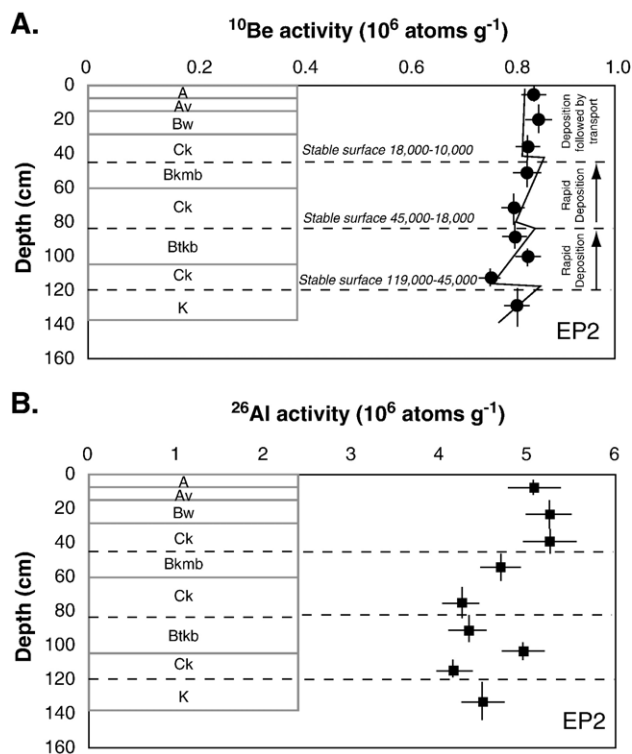 A.
¹⁰Be activity (10⁶ atoms g⁻¹)
0 0.2 0.4 0.6 0.8 1.0
Depth (cm)
0
20
40
60
80
100
120
140
160
A
Av
Bw
Ck
Bkmb
Ck
Btkb
Ck
K
Stable surface 18,000-10,000
Stable surface 45,000-18,000
Stable surface 119,000-45,000
Deposition
followed by
transport
Rapid
Deposition
Rapid
Deposition
EP2
B.
²⁶Al activity (10⁶ atoms g⁻¹)
0 1 2 3 4 5 6
Depth (cm)
0
20
40
60
80
100
120
140
160
A
Av
Bw
Ck
Bkmb
Ck
Btkb
Ck
K
EP2